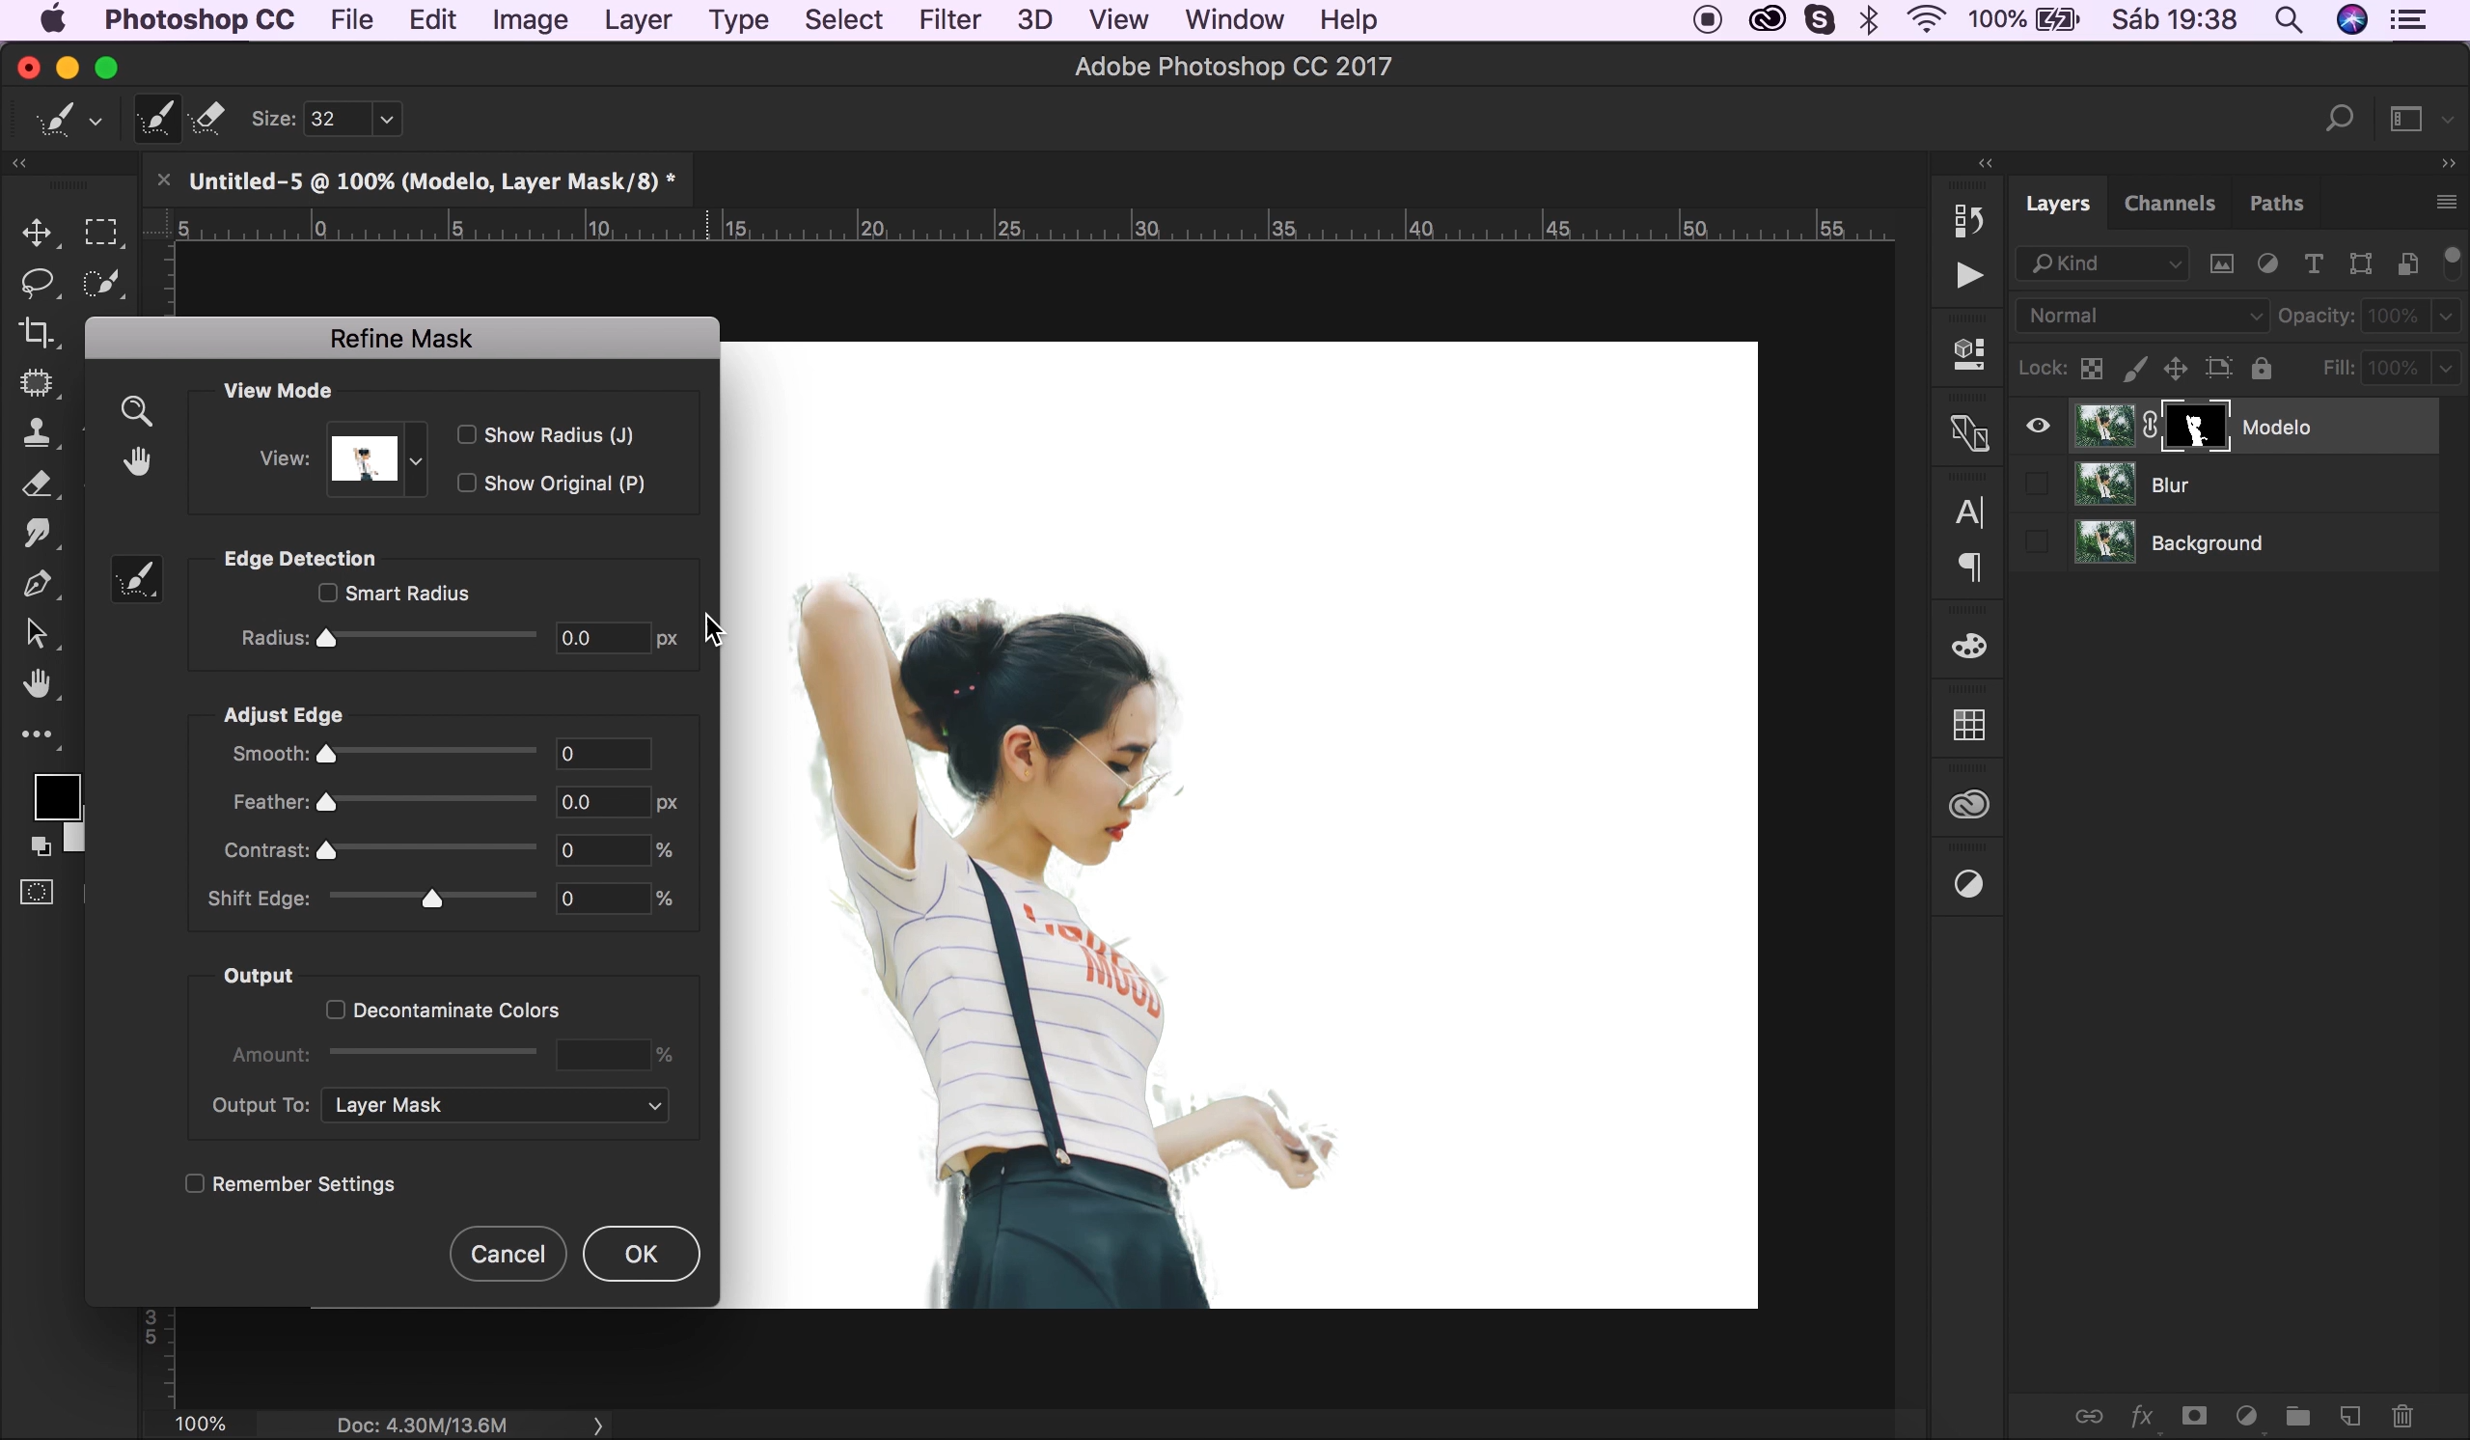 Photoshop CC File Edit Image Layer Type Select Filter 3D View Window Help 100% Sáb 19:38
Adobe Photoshop CC 2017
Size: 32
Untitled-5 @ 100% (Modelo, Layer Mask/8) *
5 0 5 10 15 20 25 30 35 40 45 50 55
Refine Mask
View Mode
View:
Show Radius (J)
Show Original (P)
Edge Detection
Smart Radius
Radius: 0.0 px
Adjust Edge
Smooth: 0
Feather: 0.0 px
Contrast: 0 %
Shift Edge: 0 %
Output
Decontaminate Colors
Amount: %
Output To: Layer Mask
Remember Settings
Cancel OK
MOOD
3
5
100% Doc: 4.30M/13.6M
Layers Channels Paths
Kind
Normal Opacity: 100%
Lock: Fill: 100%
Modelo
Blur
Background